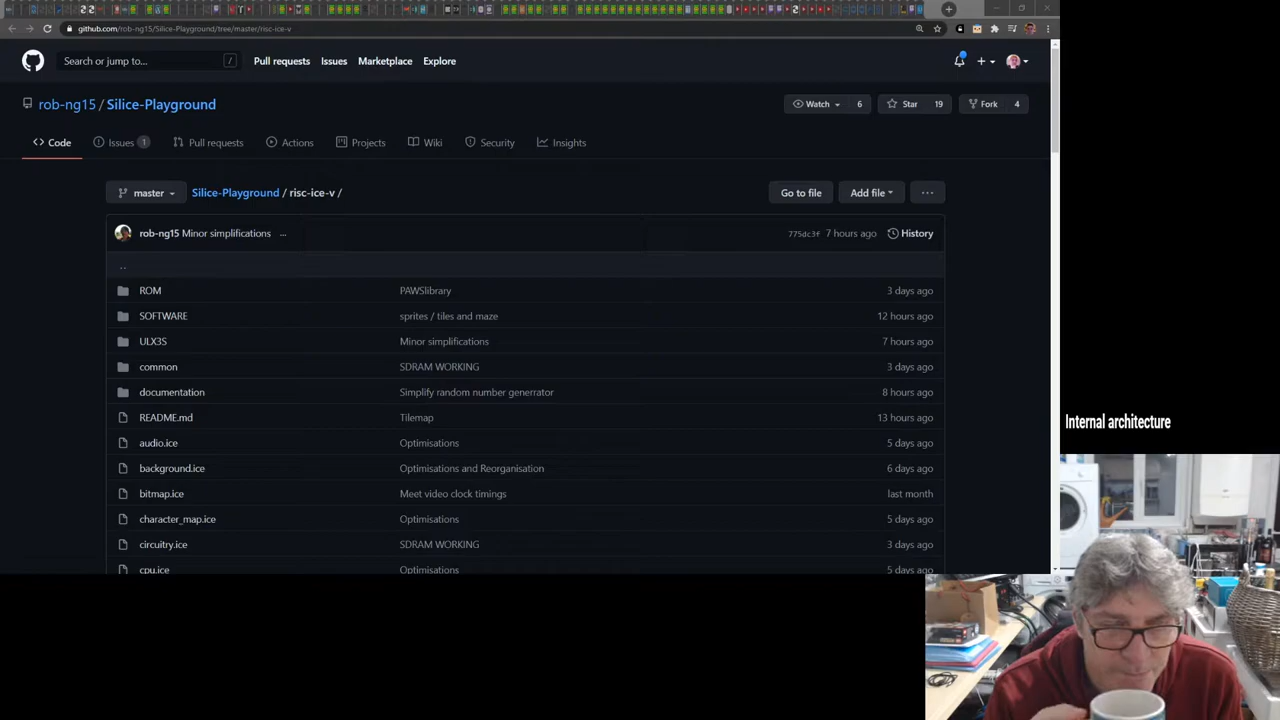 github.com/rob-ng15/Silice-Playground/tree/master/risc-ice-v
Search or jump to... /
Pull requests Issues Marketplace Explore
rob-ng15 / Silice-Playground
Watch 6 Star 19 Fork 4
Code Issues 1 Pull requests Actions Projects Wiki Security Insights
master Silice-Playground / risc-ice-v / Go to file Add file ...
rob-ng15 Minor simplifications ... 775dc3f 7 hours ago History
..
ROM PAWSlibrary 3 days ago
SOFTWARE sprites / tiles and maze 12 hours ago
ULX3S Minor simplifications 7 hours ago
common SDRAM WORKING 3 days ago
documentation Simplify random number genertrator 8 hours ago
README.md Tilemap 13 hours ago
Internal architecture
audio.ice Optimisations 5 days ago
background.ice Optimisations and Reorganisation 6 days ago
bitmap.ice Meet video clock timings last month
character_map.ice Optimisations 5 days ago
circuitry.ice SDRAM WORKING 3 days ago
cpu.ice Optimisations 5 days ago